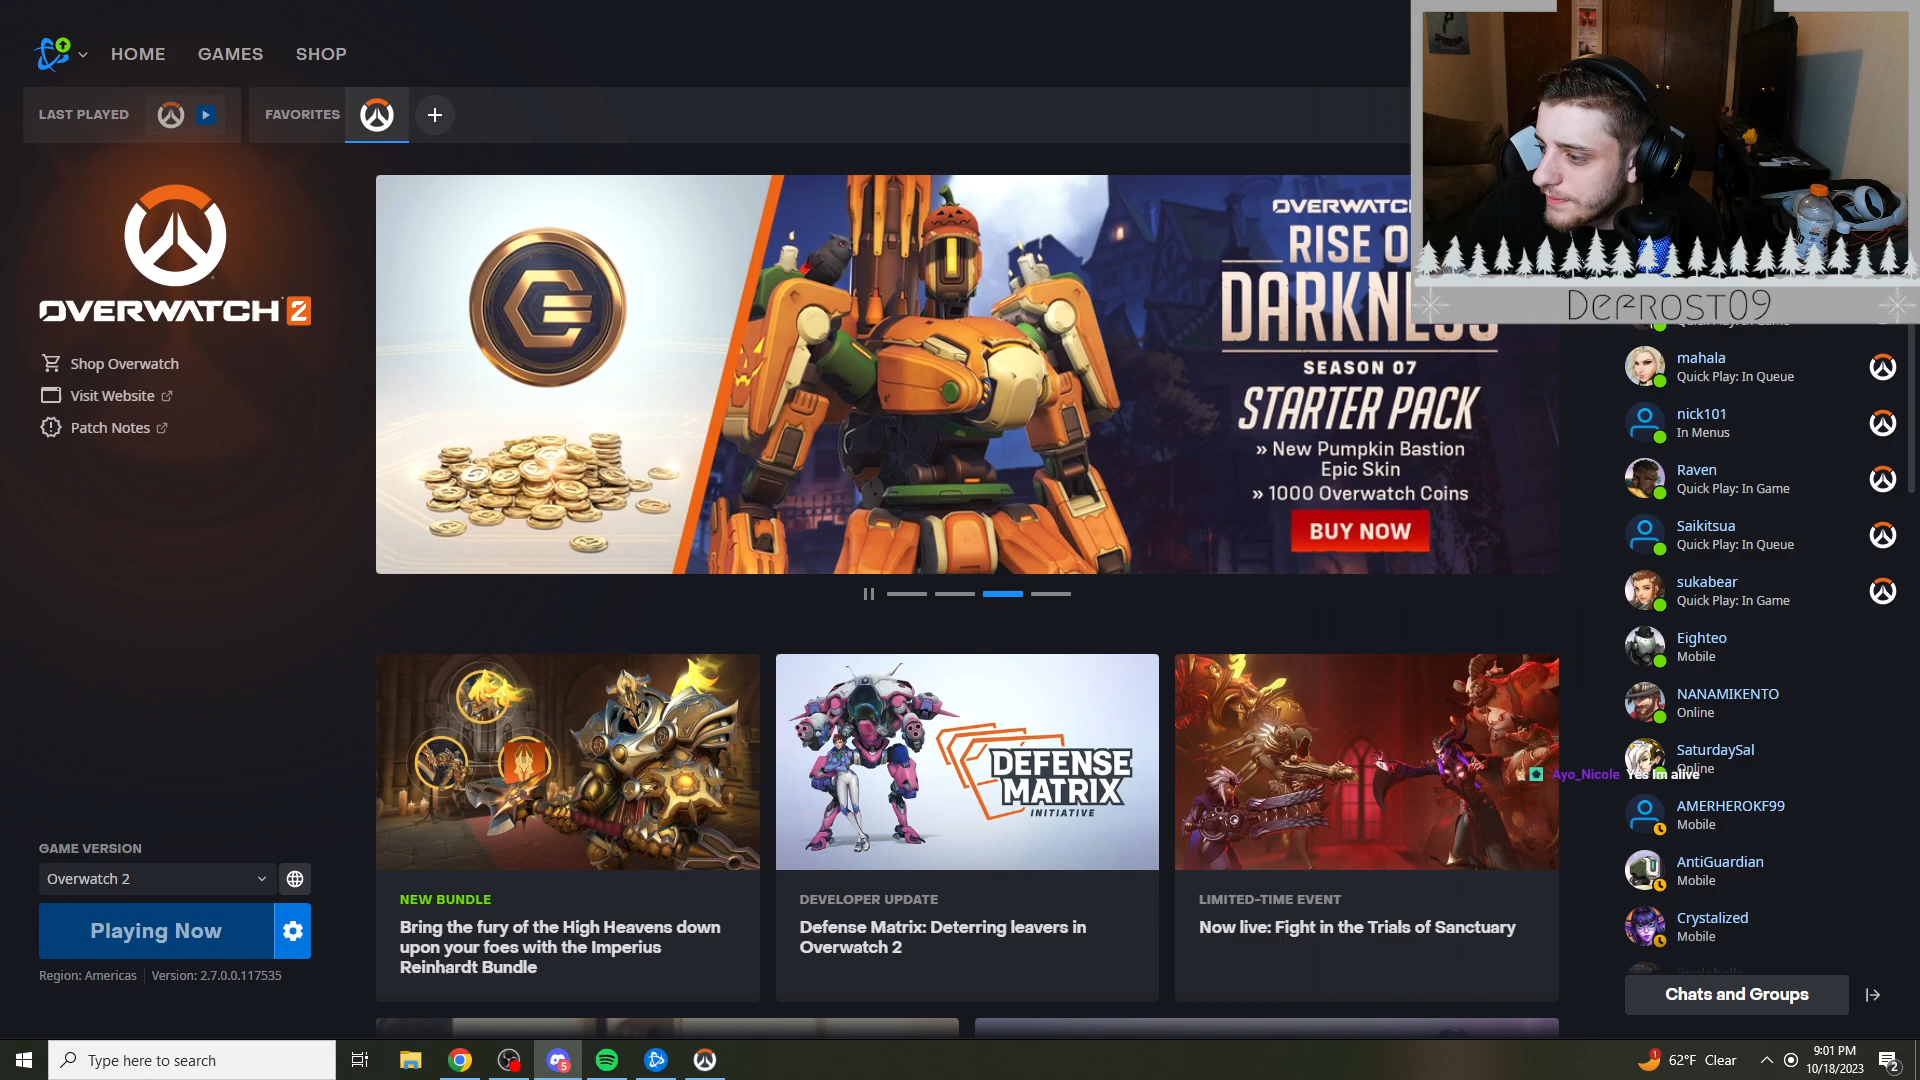 HOME
GAMES
SHOP
LAST PLAYED
FAVORITES
OVERWATCH 2
Shop Overwatch
Visit Website
Patch Notes
RISE O
DARKNESS
SEASON 07
STARTER PACK
» New Pumpkin Bastion
Epic Skin
» 1000 Overwatch Coins
BUY NOW
DEFROST09
mahala
Quick Play: In Queue
nick101
In Menus
Raven
Quick Play: In Game
Saikitsua
Quick Play: In Queue
sukabear
Quick Play: In Game
Eighteo
Mobile
NANAMIKENTO
Online
SaturdaySal
Online
Ayo_Nicole Yes Im alive
AMERHEROKF99
Mobile
AntiGuardian
Mobile
Crystalized
Mobile
Chats and Groups
DEFENSE
MATRIX
INITIATIVE
NEW BUNDLE
Bring the fury of the High Heavens down
upon your foes with the Imperius
Reinhardt Bundle
DEVELOPER UPDATE
Defense Matrix: Deterring leavers in
Overwatch 2
LIMITED-TIME EVENT
Now live: Fight in the Trials of Sanctuary
GAME VERSION
Overwatch 2
Playing Now
Region: Americas
Version: 2.7.0.0.117535
Type here to search
5
1
62°F Clear
9:01 PM
10/18/2023
2